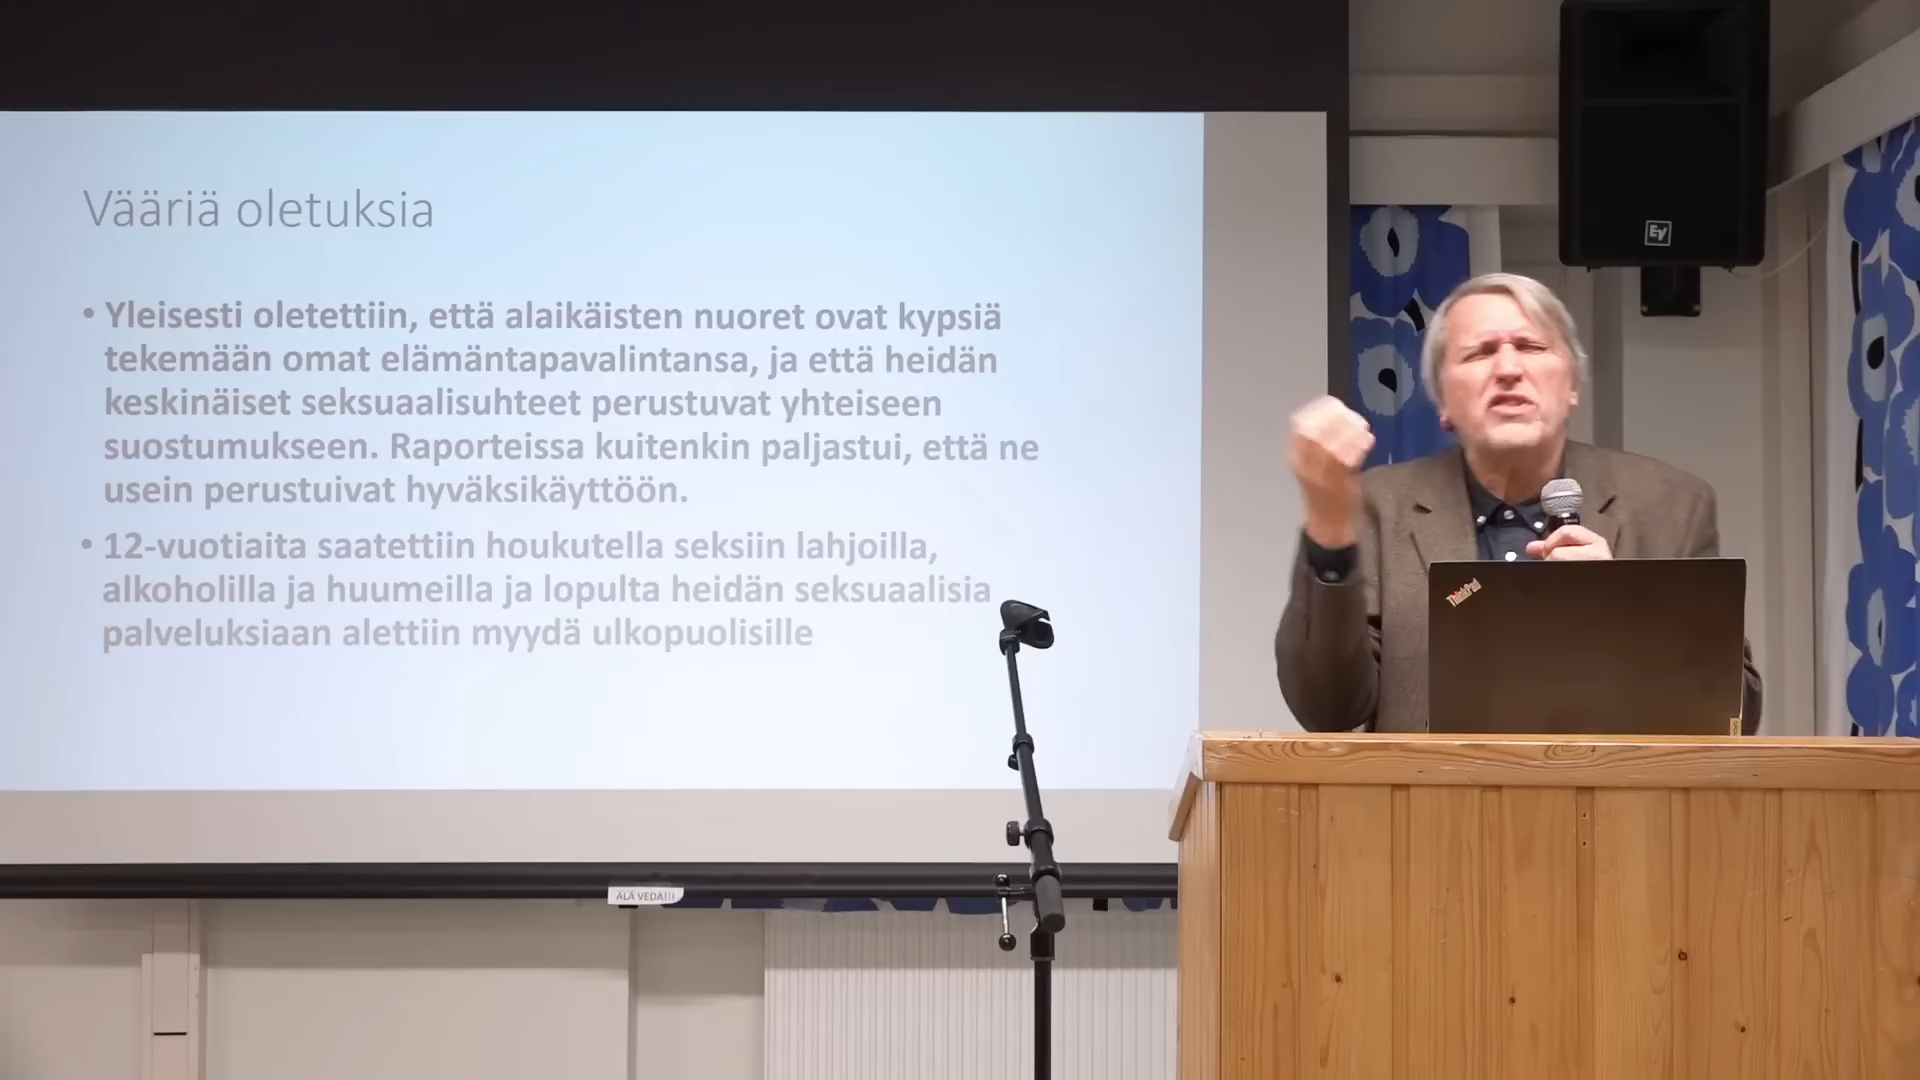 Vääriä oletuksia
• Yleisesti oletettiin, että alaikäisten nuoret ovat kypsiä
tekemään omat elämäntapavalintansa, ja että heidän
keskinäiset seksuaalisuhteet perustuvat yhteiseen
suostumukseen. Raporteissa kuitenkin paljastui, että ne
usein perustuivat hyväksikäyttöön.
• 12-vuotiaita saatettiin houkutella seksiin lahjoilla,
alkoholilla ja huumeilla ja lopulta heidän seksuaalisia
palveluksiaan alettiin myydä ulkopuolisille
EV
ThinkPad
ÄLÄ VEDÄ!!!